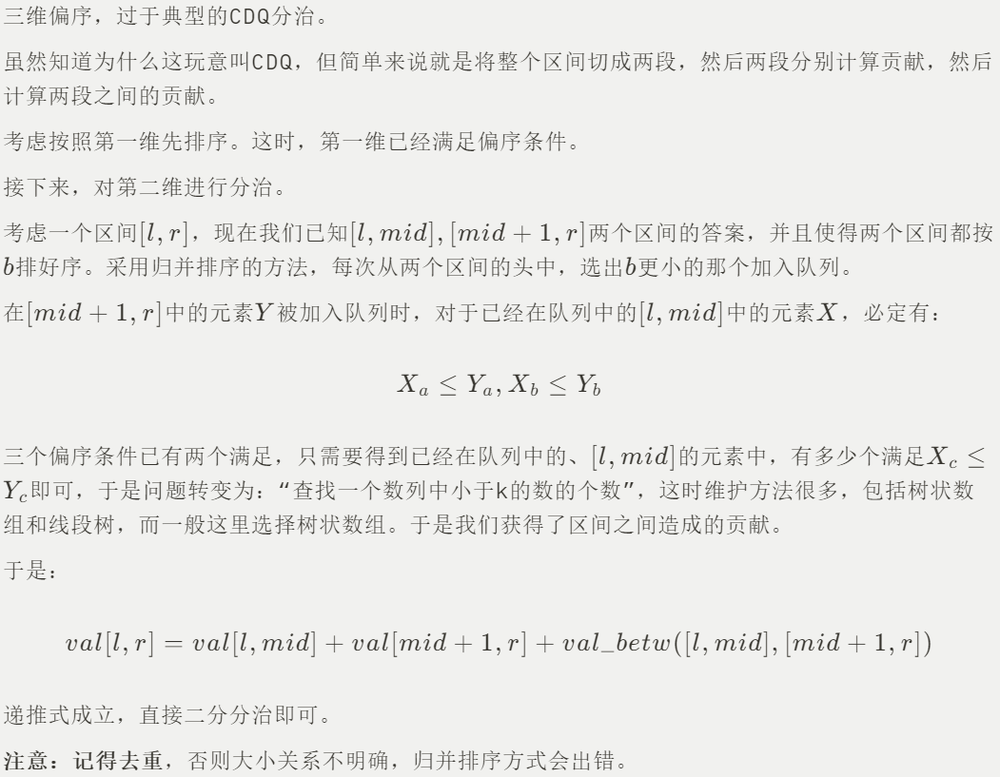 三维偏序，过于典型的CDQ分治。
虽然知道为什么这玩意叫CDQ，但简单来说就是将整个区间切成两段，然后两段分别计算贡献，然后
计算两段之间的贡献。
考虑按照第一维先排序。这时，第一维已经满足偏序条件。
接下来，对第二维进行分治。
考虑一个区间[l, r]，现在我们已知[l, mid], [mid + 1, r]两个区间的答案，并且使得两个区间都按
b排好序。采用归并排序的方法，每次从两个区间的头中，选出b更小的那个加入队列。
在[mid + 1, r]中的元素Y被加入队列时，对于已经在队列中的[l, mid]中的元素X，必定有：
X_a ≤ Y_a, X_b ≤ Y_b
三个偏序条件已有两个满足，只需要得到已经在队列中的、[l, mid]的元素中，有多少个满足X_c ≤
Y_c即可，于是问题转变为：“查找一个数列中小于k的数的个数”，这时维护方法很多，包括树状数
组和线段树，而一般这里选择树状数组。于是我们获得了区间之间造成的贡献。
于是：
val[l, r] = val[l, mid] + val[mid + 1, r] + val_betw([l, mid], [mid + 1, r])
递推式成立，直接二分分治即可。
注意：记得去重，否则大小关系不明确，归并排序方式会出错。